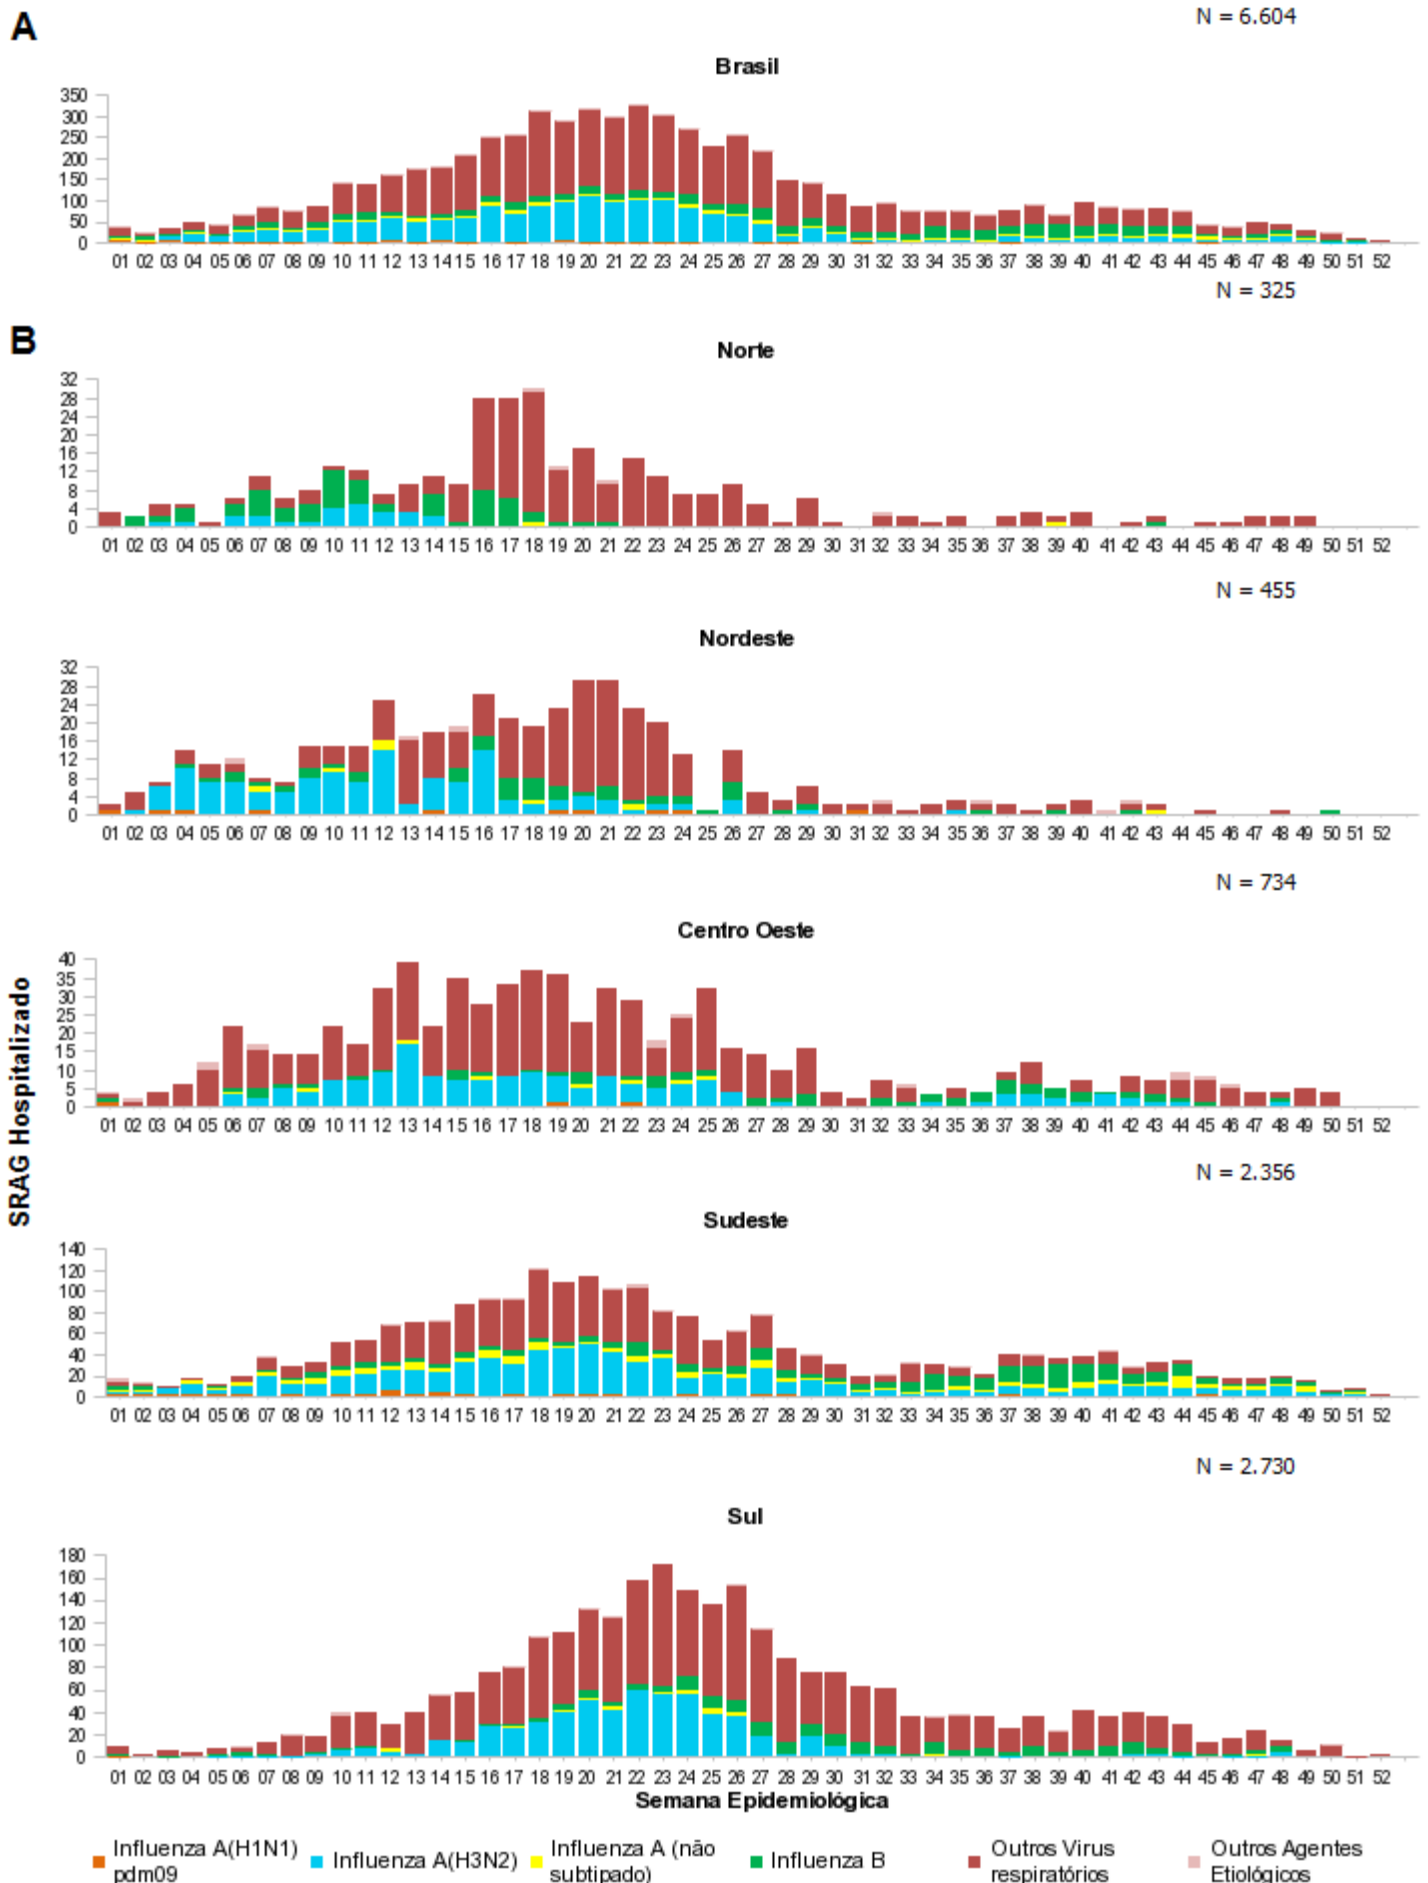 A
N = 6.604
Brasil
350
300
250
200
150
100
50
0
01 02 03 04 05 06 07 08 09 10 11 12 13 14 15 16 17 18 19 20 21 22 23 24 25 26 27 28 29 30 31 32 33 34 35 36 37 38 39 40 41 42 43 44 45 46 47 48 49 50 51 52
N = 325
B
Norte
32
28
24
20
16
12
8
4
0
01 02 03 04 05 06 07 08 09 10 11 12 13 14 15 16 17 18 19 20 21 22 23 24 25 26 27 28 29 30 31 32 33 34 35 36 37 38 39 40 41 42 43 44 45 46 47 48 49 50 51 52
N = 455
Nordeste
32
28
24
20
16
12
8
4
0
01 02 03 04 05 06 07 08 09 10 11 12 13 14 15 16 17 18 19 20 21 22 23 24 25 26 27 28 29 30 31 32 33 34 35 36 37 38 39 40 41 42 43 44 45 46 47 48 49 50 51 52
N = 734
Centro Oeste
40
35
30
25
20
15
10
5
0
01 02 03 04 05 06 07 08 09 10 11 12 13 14 15 16 17 18 19 20 21 22 23 24 25 26 27 28 29 30 31 32 33 34 35 36 37 38 39 40 41 42 43 44 45 46 47 48 49 50 51 52
SRAG Hospitalizado
N = 2.356
Sudeste
140
120
100
80
60
40
20
0
01 02 03 04 05 06 07 08 09 10 11 12 13 14 15 16 17 18 19 20 21 22 23 24 25 26 27 28 29 30 31 32 33 34 35 36 37 38 39 40 41 42 43 44 45 46 47 48 49 50 51 52
N = 2.730
Sul
180
160
140
120
100
80
60
40
20
0
01 02 03 04 05 06 07 08 09 10 11 12 13 14 15 16 17 18 19 20 21 22 23 24 25 26 27 28 29 30 31 32 33 34 35 36 37 38 39 40 41 42 43 44 45 46 47 48 49 50 51 52
Semana Epidemiológica
Influenza A(H1N1)
pdm09
Influenza A(H3N2)
Influenza A (não
subtipado)
Influenza B
Outros Virus
respiratórios
Outros Agentes
Etiológicos